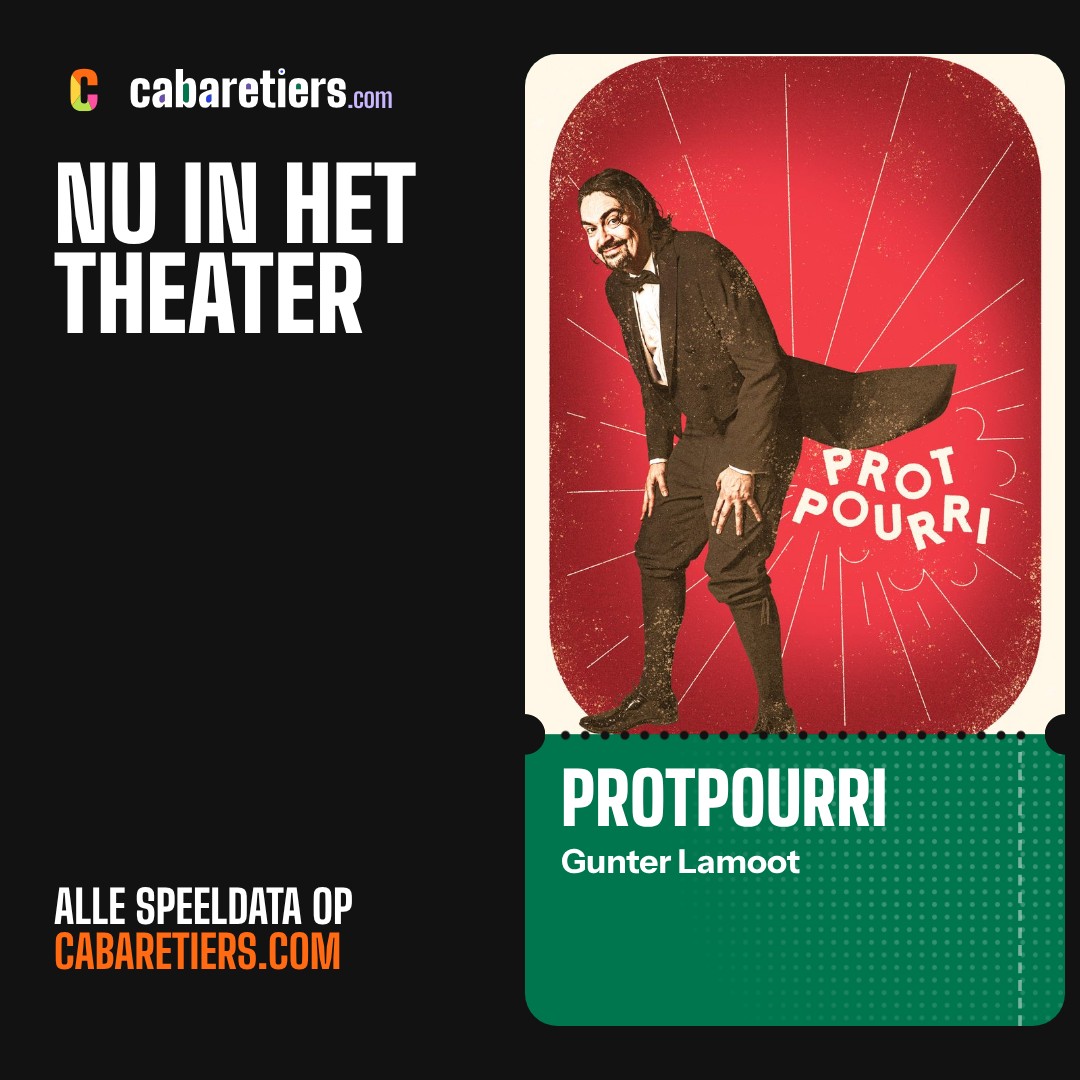 cabaretiers.com
NU IN HET
THEATER
PROT
POURRI
PROTPOURRI
Gunter Lamoot
ALLE SPEELDATA OP
CABARETIERS.COM